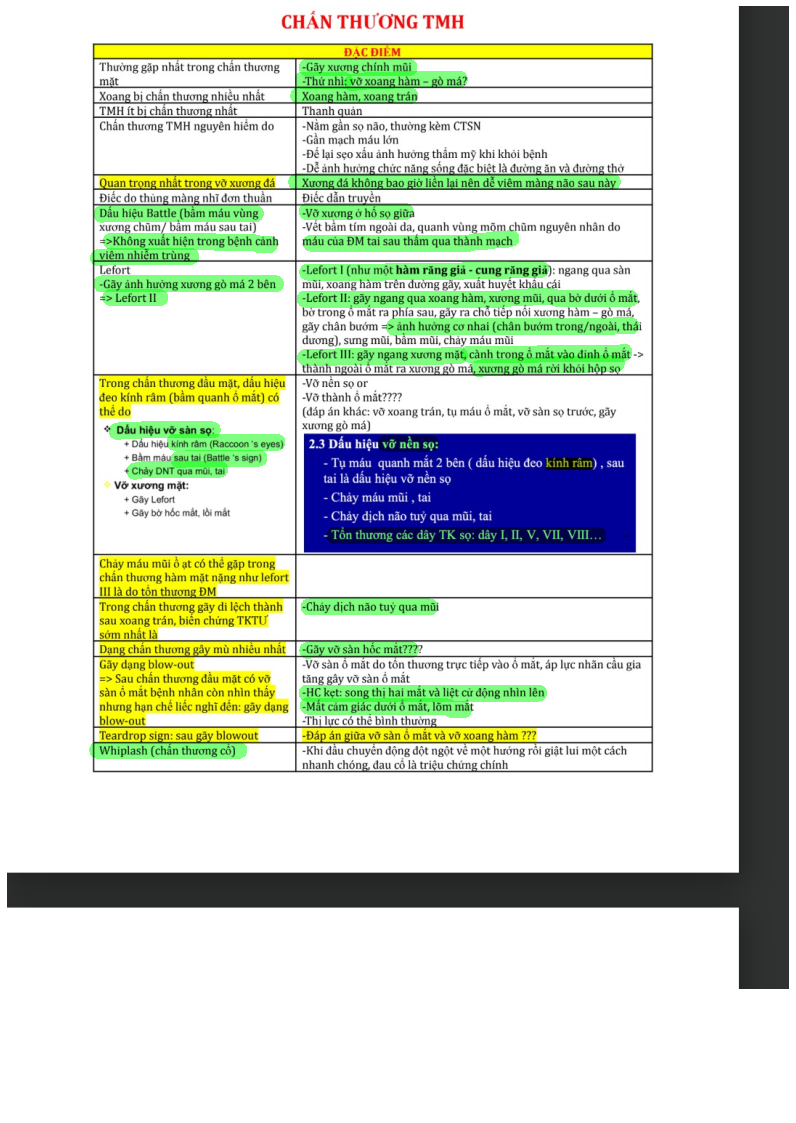 CHẤN THƯƠNG TMH
ĐẶC ĐIỂM
Thường gặp nhất trong chấn thương
mặt
-Gãy xương chính mũi
-Thứ nhì: vỡ xoang hàm – gò má?
Xoang bị chấn thương nhiều nhất
Xoang hàm, xoang trán
TMH ít bị chấn thương nhất
Thanh quản
Chấn thương TMH nguyên hiểm do
-Nằm gần sọ não, thường kèm CTSN
-Gần mạch máu lớn
-Để lại sẹo xấu ảnh hưởng thẩm mỹ khi khỏi bệnh
-Dễ ảnh hưởng chức năng sống đặc biệt là đường ăn và đường thở
Quan trọng nhất trong vỡ xương đá
Xương đá không bao giờ liền lại nên dễ viêm màng não sau này
Điếc do thủng màng nhĩ đơn thuần
Điếc dẫn truyền
Dấu hiệu Battle (bầm máu vùng
xương chũm/ bầm máu sau tai)
=>Không xuất hiện trong bệnh cảnh
viêm nhiễm trùng
-Vỡ xương ở hố sọ giữa
-Vết bầm tím ngoài da, quanh vùng mõm chũm nguyên nhân do
máu của ĐM tai sau thấm qua thành mạch
Lefort
-Gãy ảnh hưởng xương gò má 2 bên
=> Lefort II
-Lefort I (như một hàm răng giả - cung răng giả): ngang qua sàn
mũi, xoang hàm trên đường gãy, xuất huyết khẩu cái
-Lefort II: gãy ngang qua xoang hàm, xương mũi, qua bờ dưới ổ mắt,
bờ trong ổ mắt ra phía sau, gãy ra chỗ tiếp nối xương hàm – gò má,
gãy chân bướm => ảnh hưởng cơ nhai (chân bướm trong/ngoài, thái
dương), sưng mũi, bầm mũi, chảy máu mũi
-Lefort III: gãy ngang xương mặt, cành trong ổ mắt vào đỉnh ổ mắt ->
thành ngoài ổ mắt ra xương gò má, xương gò má rời khỏi hộp sọ
Trong chấn thương đầu mặt, dấu hiệu
đeo kính râm (bầm quanh ổ mắt) có
thể do
❖ Dấu hiệu vỡ sàn sọ:
+ Dấu hiệu kính râm (Raccoon 's eyes)
+ Bầm máu sau tai (Battle 's sign)
+ Chảy DNT qua mũi, tai
❖ Vỡ xương mặt:
+ Gãy Lefort
+ Gãy bờ hốc mắt, lồi mắt
-Vỡ nền sọ or
-Vỡ thành ổ mắt????
(đáp án khác: vỡ xoang trán, tụ máu ổ mắt, vỡ sàn sọ trước, gãy
xương gò má)
2.3 Dấu hiệu vỡ nền sọ:
- Tụ máu quanh mắt 2 bên ( dấu hiệu đeo kính râm) , sau
tai là dấu hiệu vỡ nền sọ
- Chảy máu mũi , tai
- Chảy dịch não tuỷ qua mũi, tai
- Tổn thương các dây TK sọ: dây I, II, V, VII, VIII…
Chảy máu mũi ồ ạt có thể gặp trong
chấn thương hàm mặt nặng như lefort
III là do tổn thương ĐM
Trong chấn thương gãy di lệch thành
sau xoang trán, biến chứng TKTƯ
sớm nhất là
-Chảy dịch não tuỷ qua mũi
Dạng chấn thương gây mù nhiều nhất
-Gãy vỡ sàn hốc mắt????
Gãy dạng blow-out
=> Sau chấn thương đầu mặt có vỡ
sàn ổ mắt bệnh nhân còn nhìn thấy
nhưng hạn chế liếc nghĩ đến: gãy dạng
blow-out
-Vỡ sàn ổ mắt do tổn thương trực tiếp vào ổ mắt, áp lực nhãn cầu gia
tăng gây vỡ sàn ổ mắt
-HC kẹt: song thị hai mắt và liệt cử động nhìn lên
-Mất cảm giác dưới ổ mắt, lõm mắt
-Thị lực có thể bình thường
Teardrop sign: sau gãy blowout
-Đáp án giữa vỡ sàn ổ mắt và vỡ xoang hàm ???
Whiplash (chấn thương cổ)
-Khi đầu chuyển động đột ngột về một hướng rồi giật lui một cách
nhanh chóng, đau cổ là triệu chứng chính